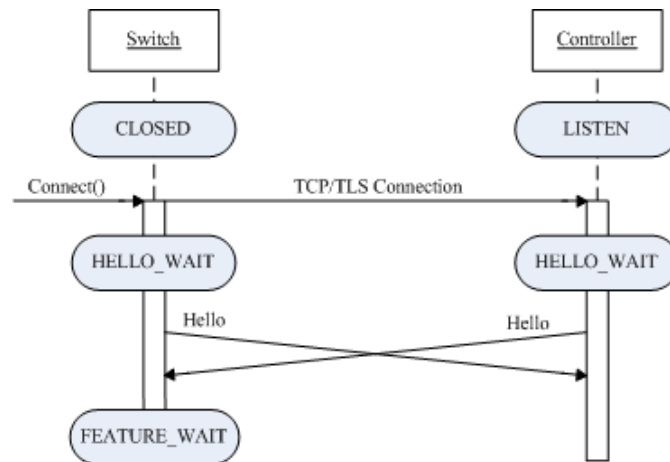 Switch
Controller
CLOSED
LISTEN
Connect()
TCP/TLS Connection
HELLO_WAIT
HELLO_WAIT
Hello
Hello
FEATURE_WAIT